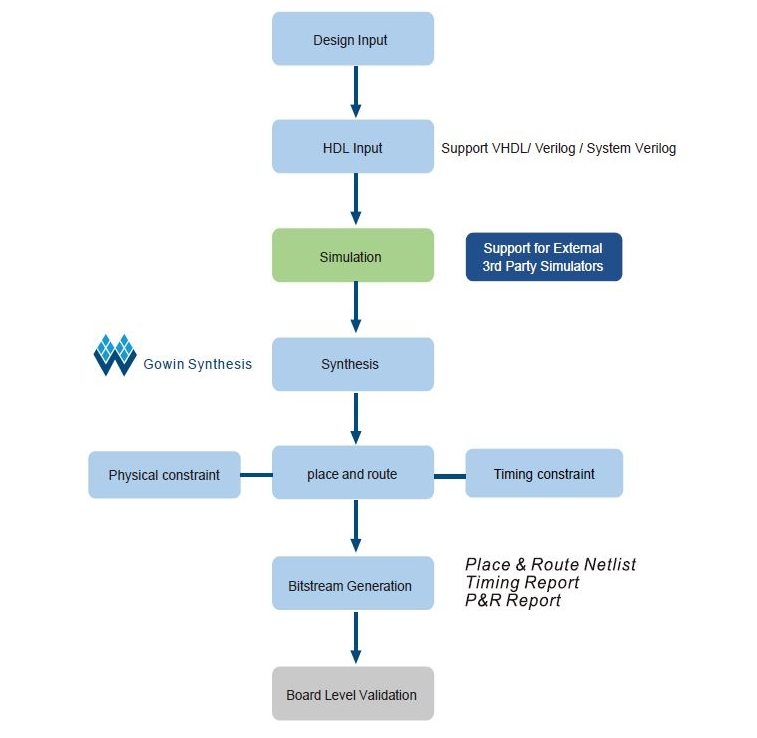 Design Input
HDL Input
Support VHDL/ Verilog / System Verilog
Simulation
Support for External
3rd Party Simulators
Gowin Synthesis
Synthesis
Physical constraint
place and route
Timing constraint
Bitstream Generation
Place & Route Netlist
Timing Report
P&R Report
Board Level Validation